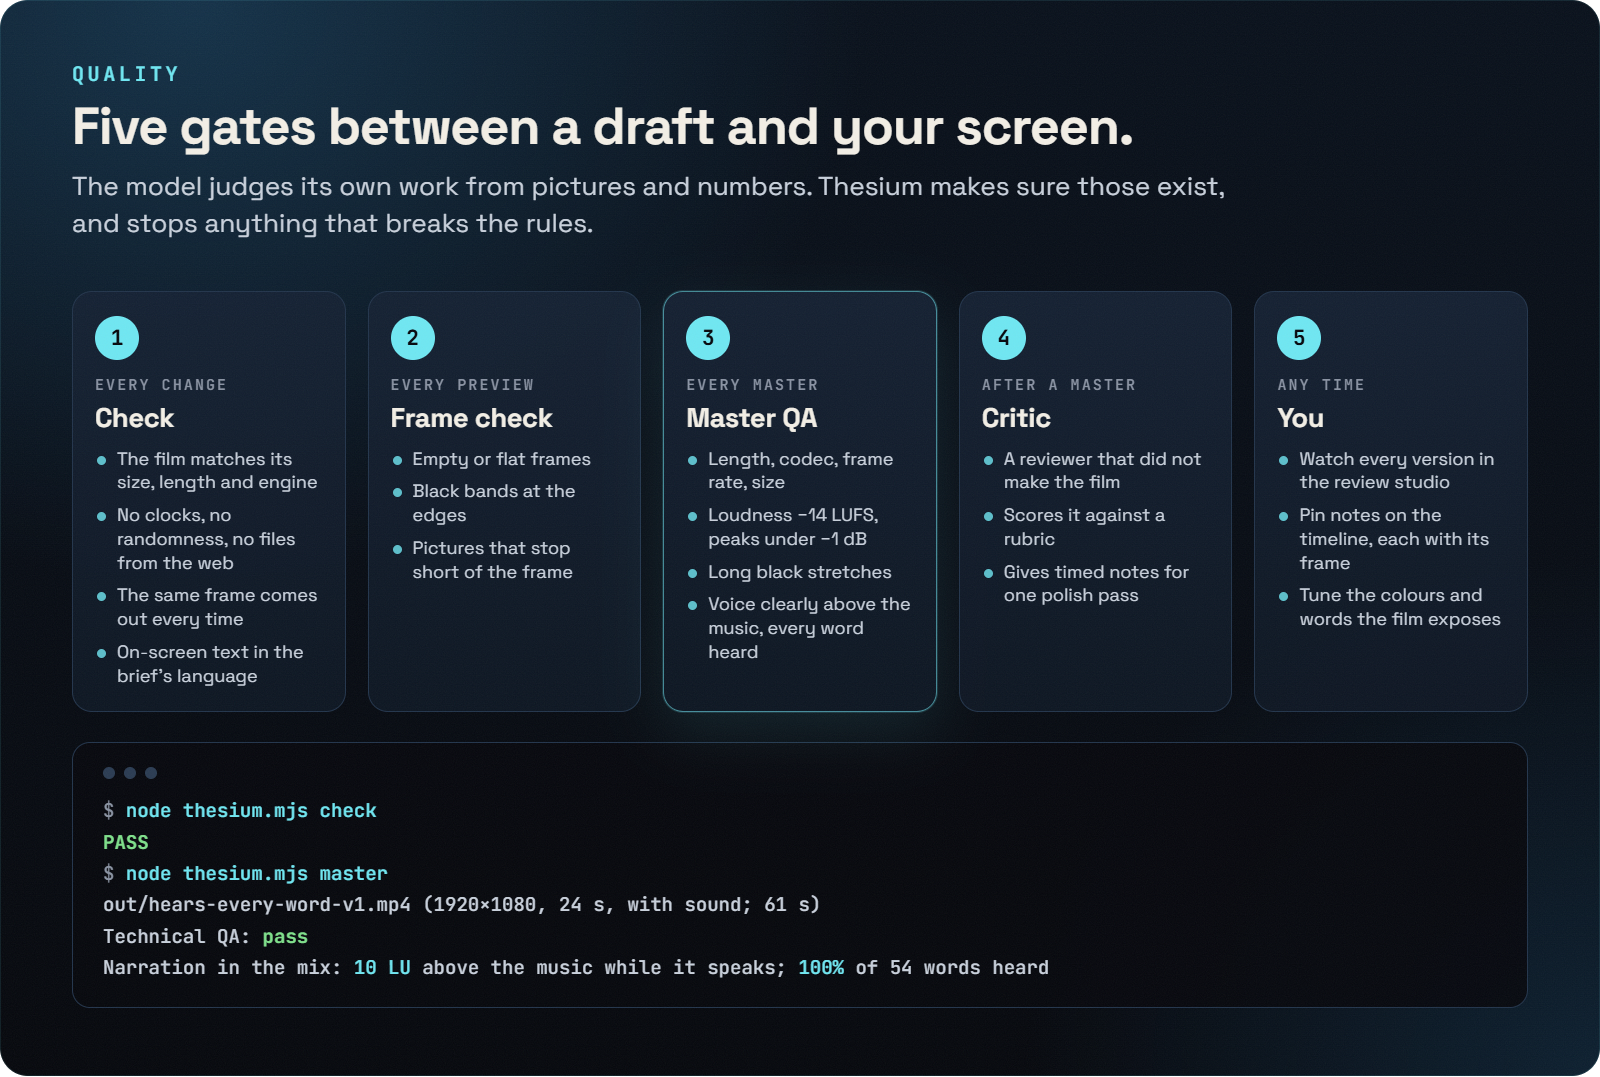 QUALITY
Five gates between a draft and your screen.
The model judges its own work from pictures and numbers. Thesium makes sure those exist,
and stops anything that breaks the rules.
1
EVERY CHANGE
Check
The film matches its
size, length and engine
No clocks, no
randomness, no files
from the web
The same frame comes
out every time
On-screen text in the
brief's language
2
EVERY PREVIEW
Frame check
Empty or flat frames
Black bands at the
edges
Pictures that stop
short of the frame
3
EVERY MASTER
Master QA
Length, codec, frame
rate, size
Loudness −14 LUFS,
peaks under −1 dB
Long black stretches
Voice clearly above the
music, every word
heard
4
AFTER A MASTER
Critic
A reviewer that did not
make the film
Scores it against a
rubric
Gives timed notes for
one polish pass
5
ANY TIME
You
Watch every version in
the review studio
Pin notes on the
timeline, each with its
frame
Tune the colours and
words the film exposes
$ node thesium.mjs check
PASS
$ node thesium.mjs master
out/hears-every-word-v1.mp4 (1920×1080, 24 s, with sound; 61 s)
Technical QA: pass
Narration in the mix: 10 LU above the music while it speaks; 100% of 54 words heard